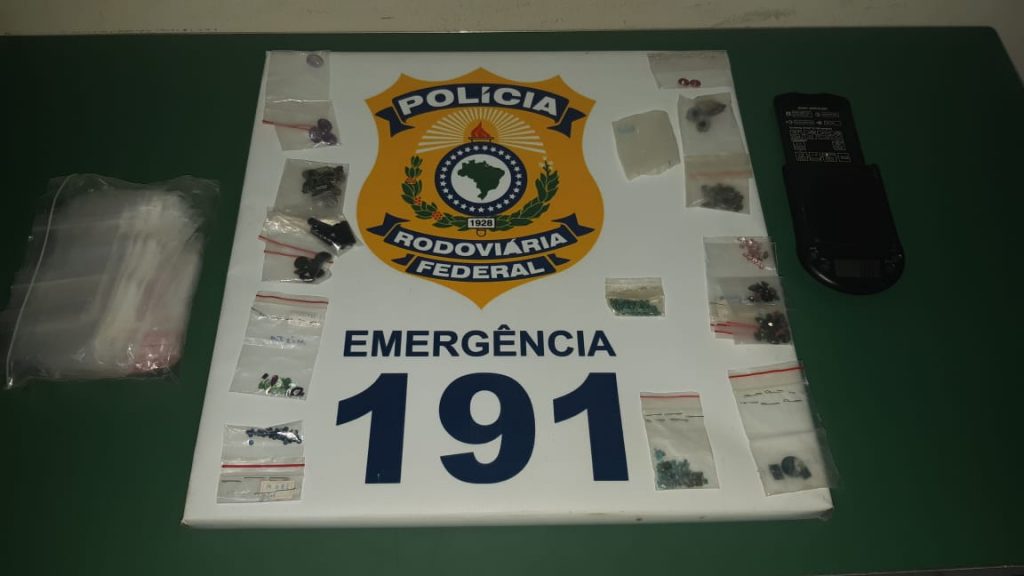 POLÍCIA
1928
RODOVIÁRIA
FEDERAL
EMERGÊNCIA
191